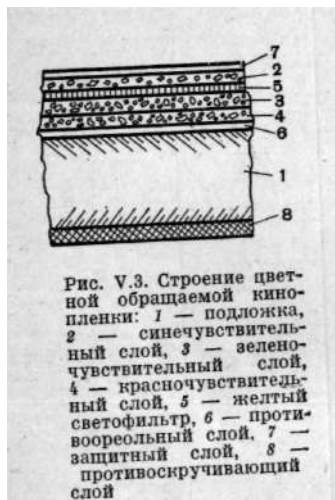 7
2
5
3
4
6
1
8
Рис. V.3. Строение цвет-
ной обращаемой кино-
пленки: 1 — подложка,
2 — синечувствитель-
ный слой, 3 — зелено-
чувствительный слой,
4 — красночувствитель-
ный слой, 5 — желтый
светофильтр, 6 — проти-
воореольный слой, 7 —
защитный слой, 8 —
противоскручивающий
слой